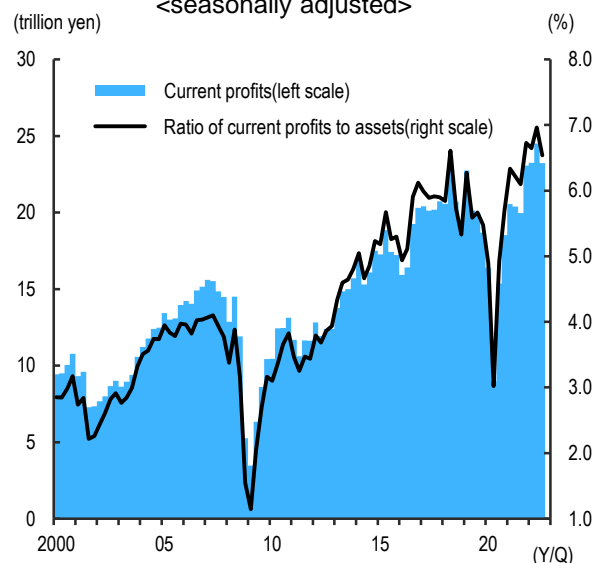 <seasonally adjusted>
(trillion yen) (%)
30 8.0
Current profits(left scale)
25 7.0
Ratio of current profits to assets(right scale)
20 6.0
15 5.0
10 4.0
3.0
5 2.0
0 1.0
2000 05 10 15 20 (Y/Q)